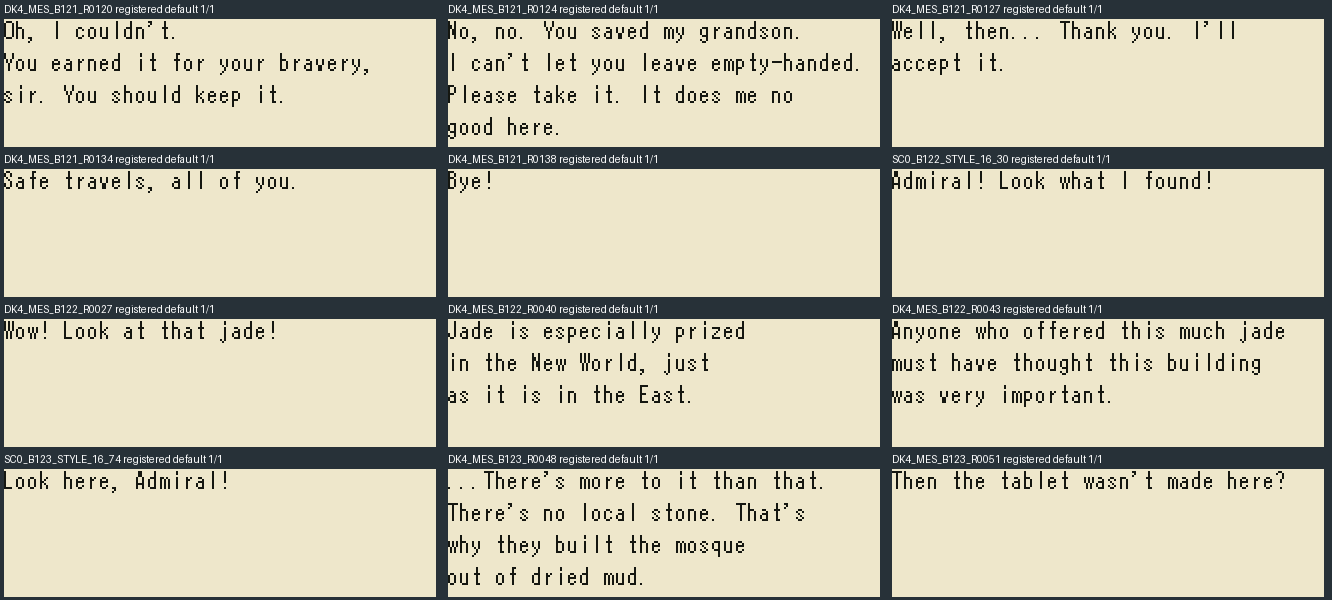 DK4_MES_B121_R0120 registered default 1/1
Oh, I couldn't.
You earned it for your bravery,
sir. You should keep it.
DK4_MES_B121_R0124 registered default 1/1
No, no. You saved my grandson.
I can't let you leave empty-handed.
Please take it. It does me no
good here.
DK4_MES_B121_R0127 registered default 1/1
Well, then... Thank you. I'll
accept it.
DK4_MES_B121_R0134 registered default 1/1
Safe travels, all of you.
DK4_MES_B121_R0138 registered default 1/1
Bye!
SC0_B122_STYLE_16_30 registered default 1/1
Admiral! Look what I found!
DK4_MES_B122_R0027 registered default 1/1
Wow! Look at that jade!
DK4_MES_B122_R0040 registered default 1/1
Jade is especially prized
in the New World, just
as it is in the East.
DK4_MES_B122_R0043 registered default 1/1
Anyone who offered this much jade
must have thought this building
was very important.
SC0_B123_STYLE_16_74 registered default 1/1
Look here, Admiral!
DK4_MES_B123_R0048 registered default 1/1
...There's more to it than that.
There's no local stone. That's
why they built the mosque
out of dried mud.
DK4_MES_B123_R0051 registered default 1/1
Then the tablet wasn't made here?